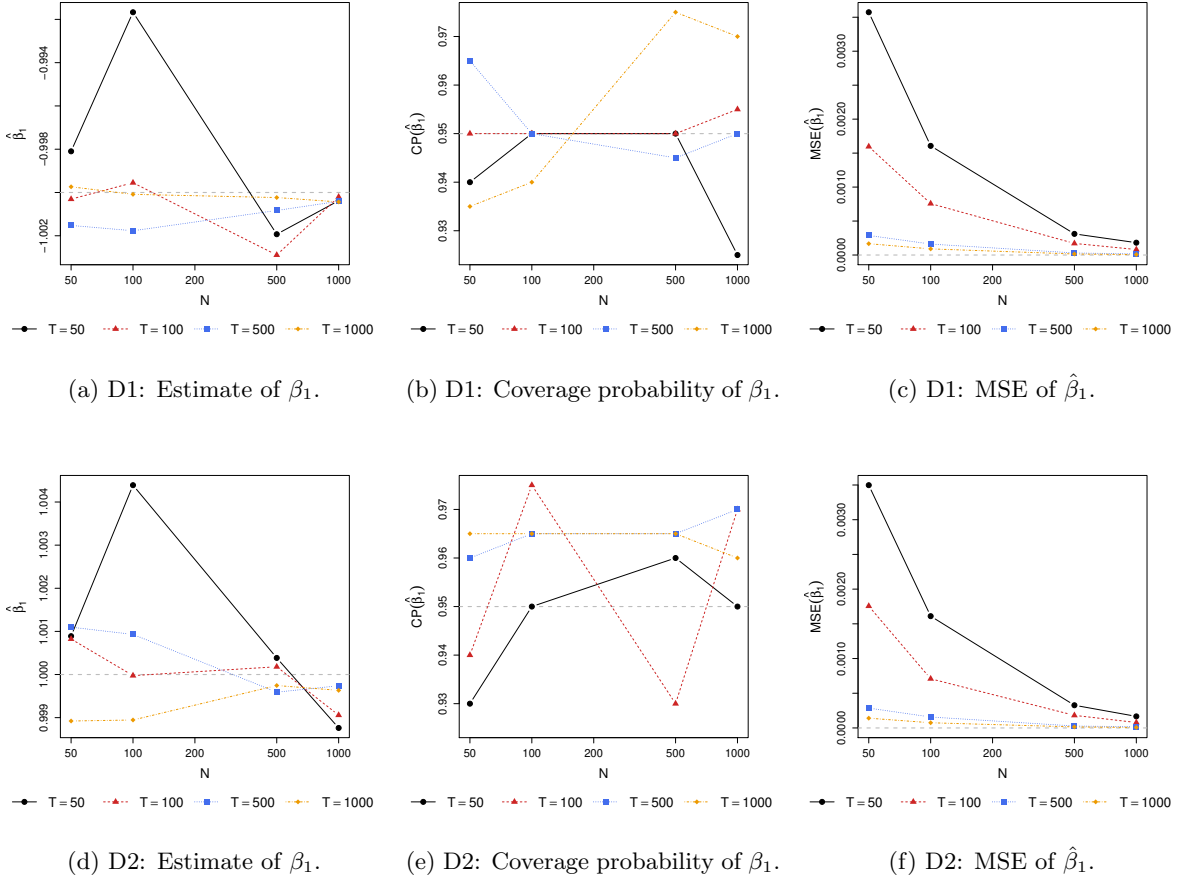 −1.002 −0.998 −0.994
β̂₁
50 100 200 500 1000
N
T = 50 T = 100 T = 500 T = 1000
(a) D1: Estimate of β₁.
0.93 0.94 0.95 0.96 0.97
CP(β̂₁)
50 100 200 500 1000
N
T = 50 T = 100 T = 500 T = 1000
(b) D1: Coverage probability of β₁.
0.0000 0.0010 0.0020 0.0030
MSE(β̂₁)
50 100 200 500 1000
N
T = 50 T = 100 T = 500 T = 1000
(c) D1: MSE of β̂₁.
0.999 1.000 1.001 1.002 1.003 1.004
β̂₁
50 100 200 500 1000
N
T = 50 T = 100 T = 500 T = 1000
(d) D2: Estimate of β₁.
0.93 0.94 0.95 0.96 0.97
CP(β̂₁)
50 100 200 500 1000
N
T = 50 T = 100 T = 500 T = 1000
(e) D2: Coverage probability of β₁.
0.0000 0.0010 0.0020 0.0030
MSE(β̂₁)
50 100 200 500 1000
N
T = 50 T = 100 T = 500 T = 1000
(f) D2: MSE of β̂₁.